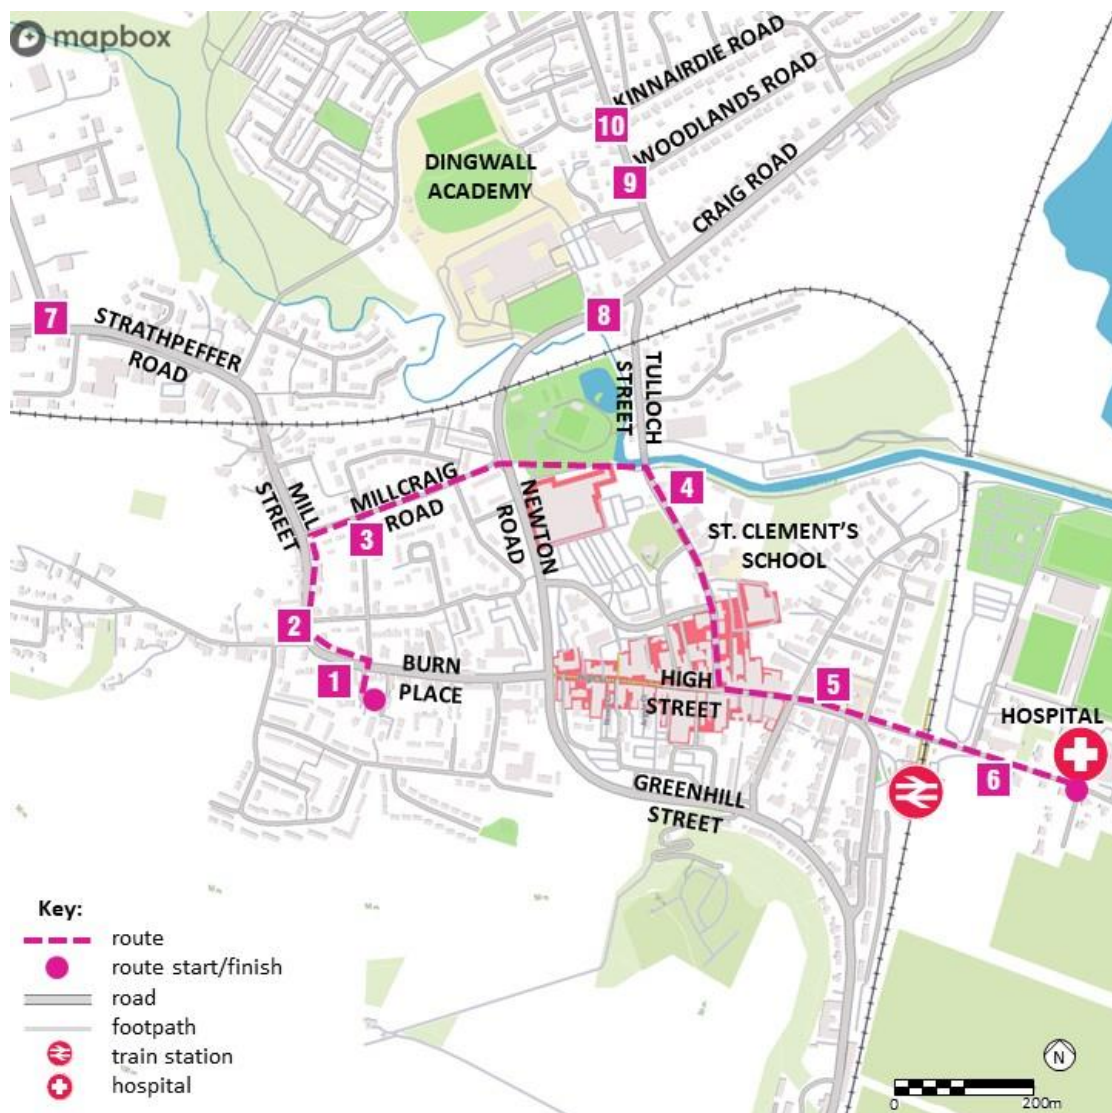 mapbox
KINNAIRDIE ROAD
10
WOODLANDS ROAD
DINGWALL
ACADEMY
9
CRAIG ROAD
7
STRATHPEFFER
ROAD
8
TULLOCH
STREET
MILLCRAIG
ROAD
3
MILL
STREET
NEWTON
ROAD
4
ST. CLEMENT'S
SCHOOL
2
1
BURN
PLACE
HIGH
STREET
5
HOSPITAL
6
GREENHILL
STREET
Key:
route
route start/finish
road
footpath
train station
hospital
N
0
200m